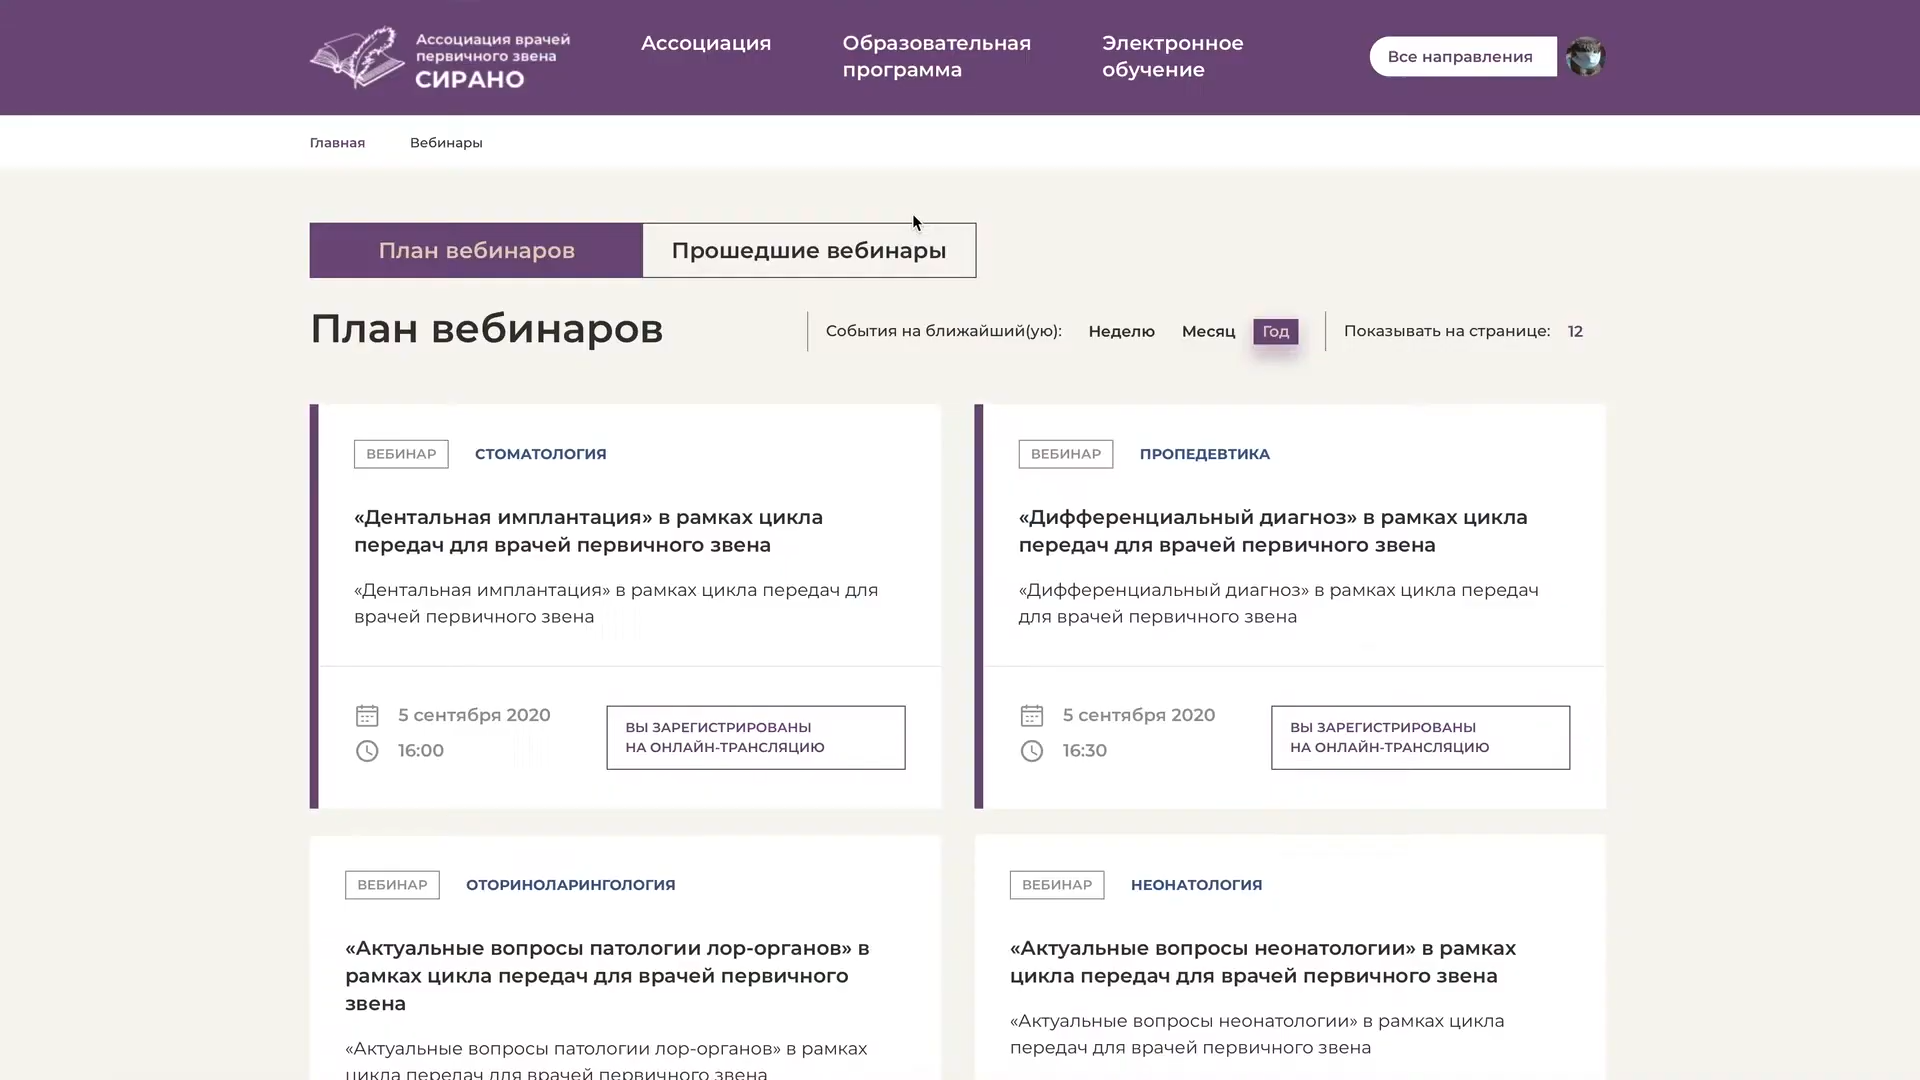 Ассоциация врачей
первичного звена
СИРАНО
Ассоциация
Образовательная
программа
Электронное
обучение
Все направления
Главная
Вебинары
План вебинаров
Прошедшие вебинары
План вебинаров
События на ближайший(ую):
Неделю
Месяц
Год
Показывать на странице:
12
ВЕБИНАР
СТОМАТОЛОГИЯ
«Дентальная имплантация» в рамках цикла
передач для врачей первичного звена
«Дентальная имплантация» в рамках цикла передач для
врачей первичного звена
5 сентября 2020
16:00
ВЫ ЗАРЕГИСТРИРОВАНЫ
НА ОНЛАЙН-ТРАНСЛЯЦИЮ
ВЕБИНАР
ПРОПЕДЕВТИКА
«Дифференциальный диагноз» в рамках цикла
передач для врачей первичного звена
«Дифференциальный диагноз» в рамках цикла передач
для врачей первичного звена
5 сентября 2020
16:30
ВЫ ЗАРЕГИСТРИРОВАНЫ
НА ОНЛАЙН-ТРАНСЛЯЦИЮ
ВЕБИНАР
ОТОРИНОЛАРИНГОЛОГИЯ
«Актуальные вопросы патологии лор-органов» в
рамках цикла передач для врачей первичного
звена
«Актуальные вопросы патологии лор-органов» в рамках
цикла передач для врачей первичного звена
ВЕБИНАР
НЕОНАТОЛОГИЯ
«Актуальные вопросы неонатологии» в рамках
цикла передач для врачей первичного звена
«Актуальные вопросы неонатологии» в рамках цикла
передач для врачей первичного звена